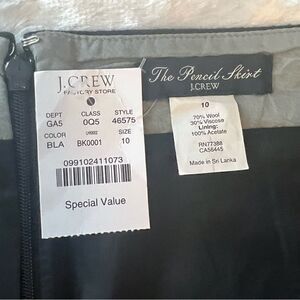 J.CREW
FACTORY STORE
DEPT CLASS STYLE
GA5 0Q5 46575
COLOR SIZE
BLA BK0001 10
099102411073
Special Value
The Pencil Skirt
J.CREW
10
70% Wool
30% Viscose
Lining:
100% Acetate
RN77388
CA56445
Made in Sri Lanka